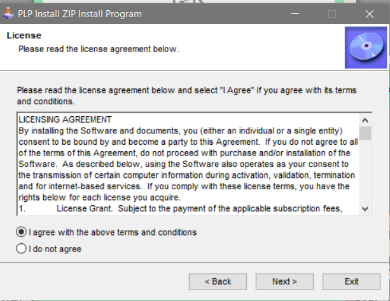 PLP Install ZIP Install Program
License
Please read the license agreement below.
Please read the license agreement below and select "I Agree" if you agree with its terms
and conditions.
LICENSING AGREEMENT
By installing the Software and documents, you (either an individual or a single entity)
consent to be bound by and become a party to this Agreement. If you do not agree to all
of the terms of this Agreement, do not proceed with purchase and/or installation of the
Software. As described below, using the Software also operates as your consent to
the transmission of certain computer information during activation, validation, termination
and for internet-based services. If you comply with these license terms, you have the
rights below for each license you acquire.
1. License Grant. Subject to the payment of the applicable subscription fees,
I agree with the above terms and conditions
I do not agree
< Back Next > Exit